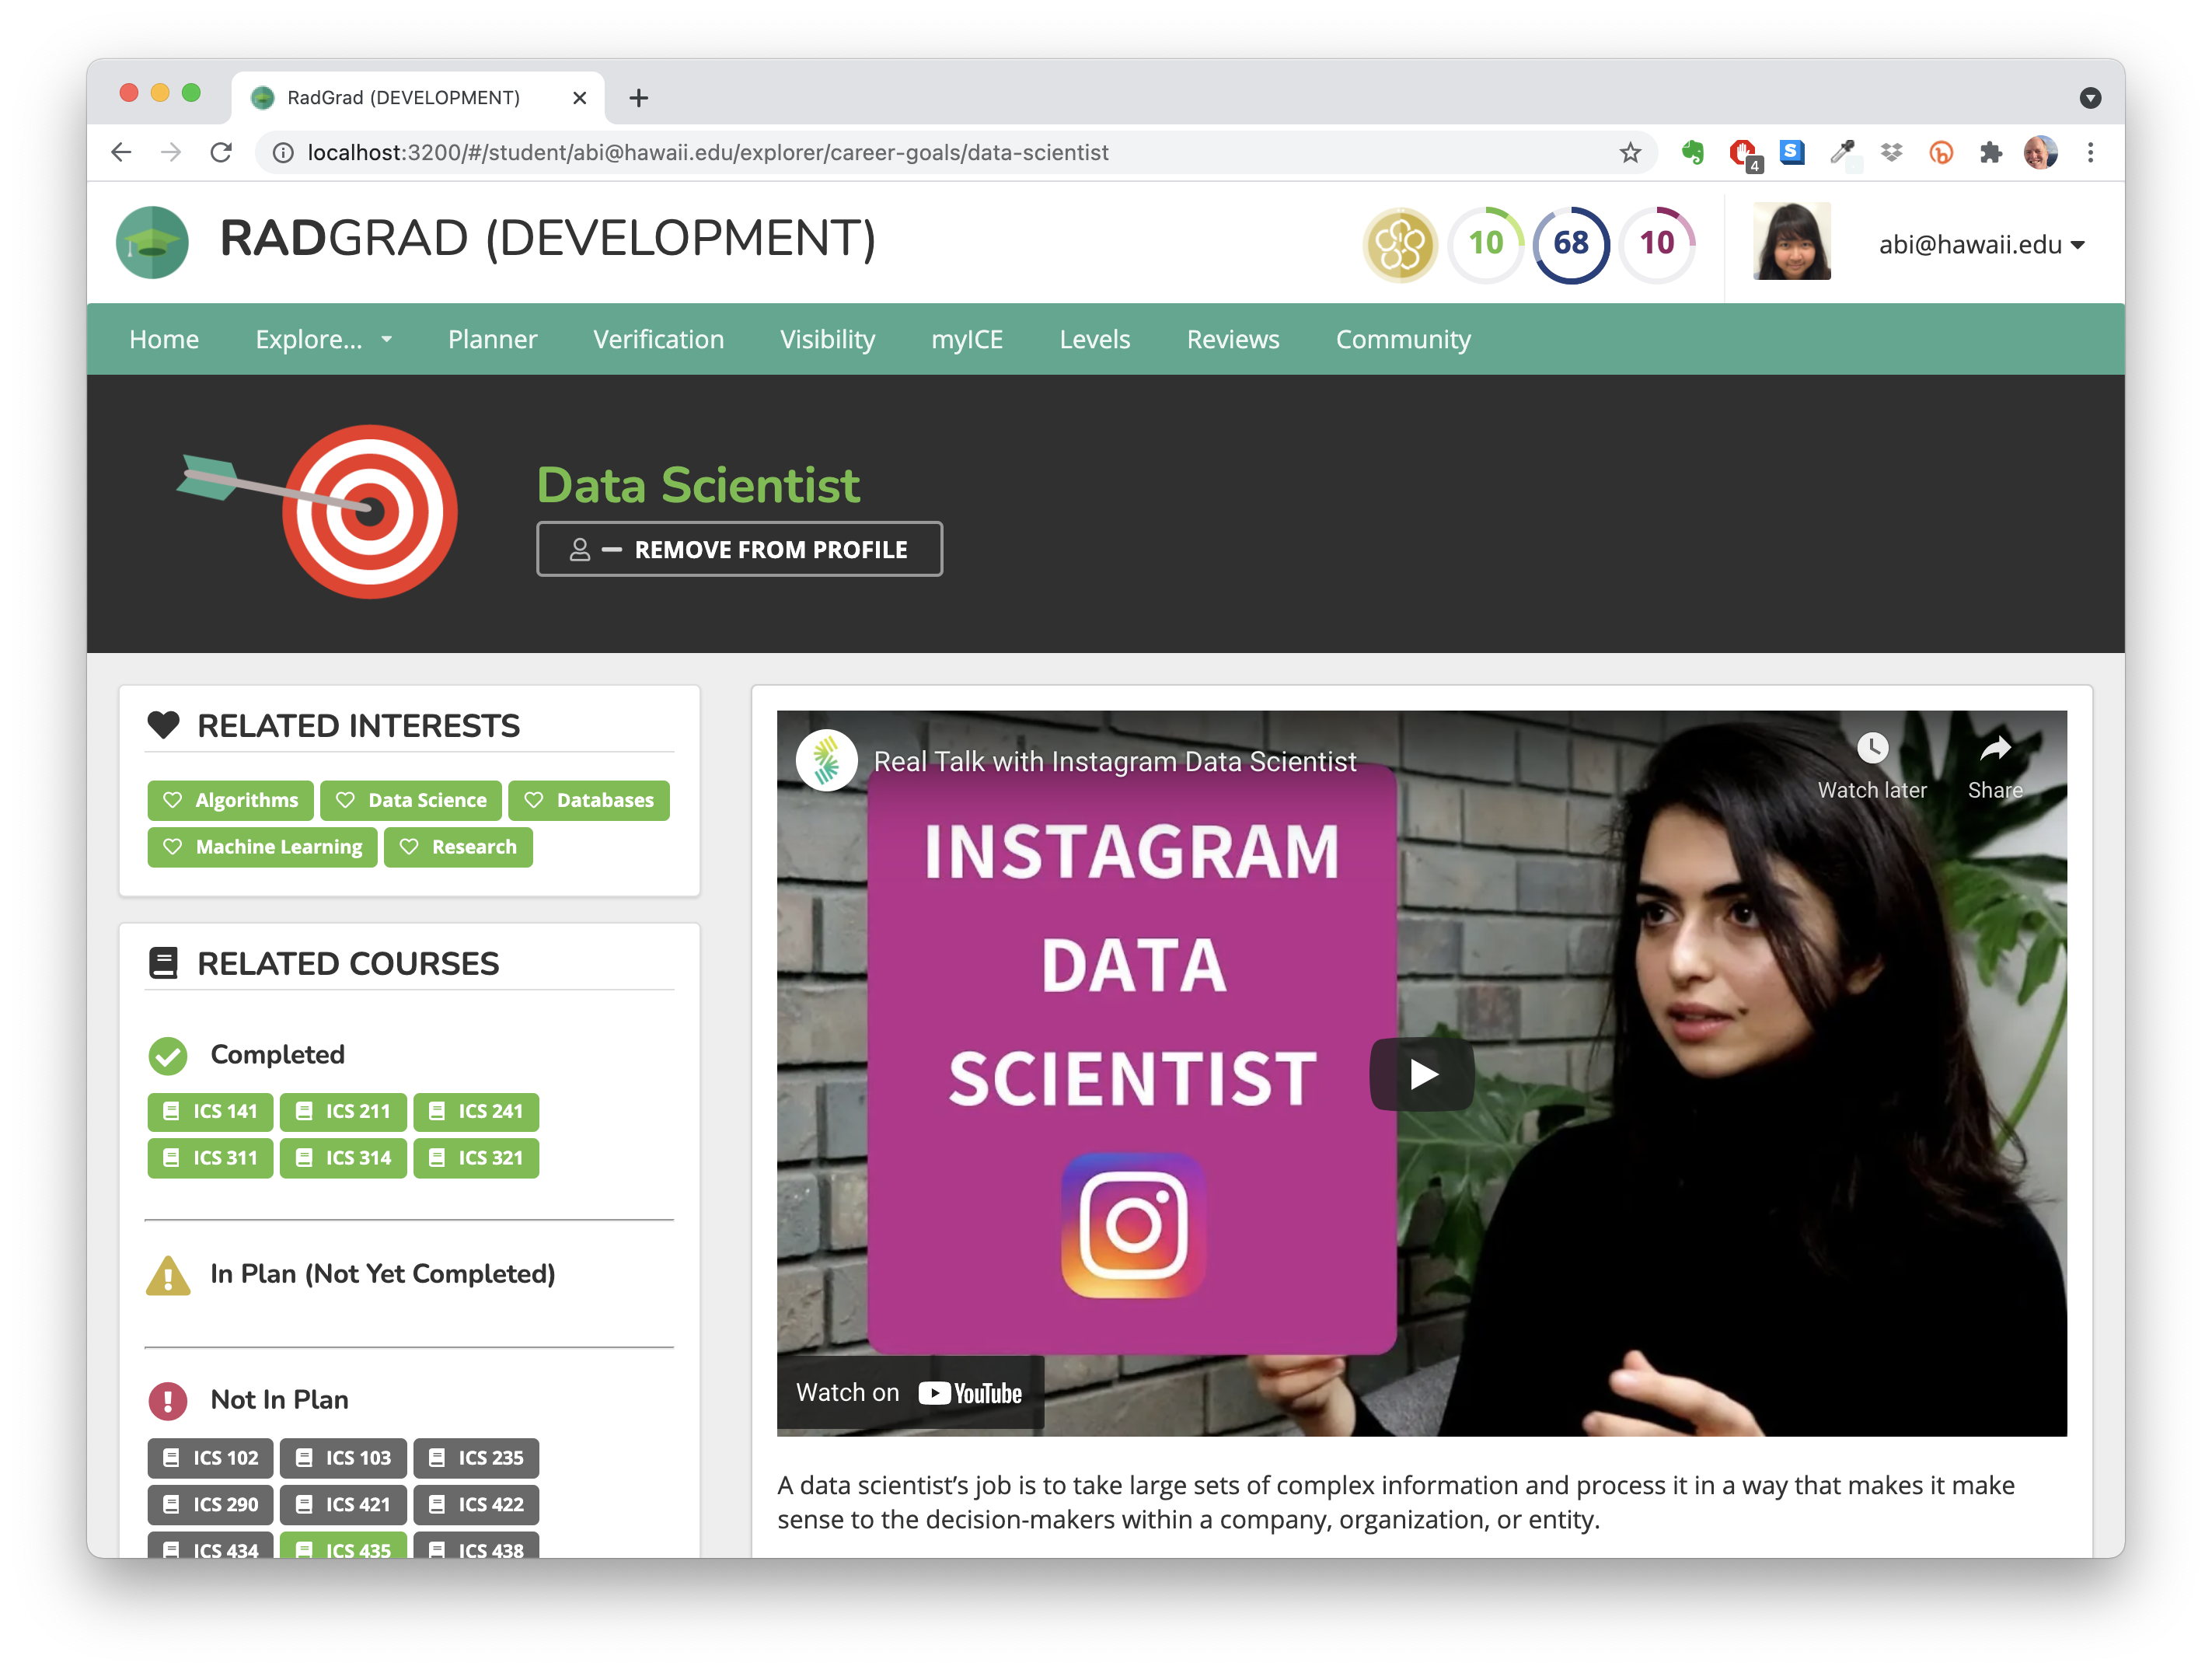 RadGrad (DEVELOPMENT)
localhost:3200/#/student/abi@hawaii.edu/explorer/career-goals/data-scientist
4
RADGRAD (DEVELOPMENT)
10
68
10
abi@hawaii.edu
Home
Explore...
Planner
Verification
Visibility
myICE
Levels
Reviews
Community
Data Scientist
REMOVE FROM PROFILE
RELATED INTERESTS
Algorithms
Data Science
Databases
Machine Learning
Research
RELATED COURSES
Completed
ICS 141
ICS 211
ICS 241
ICS 311
ICS 314
ICS 321
In Plan (Not Yet Completed)
Not In Plan
ICS 102
ICS 103
ICS 235
ICS 290
ICS 421
ICS 422
ICS 434
ICS 435
ICS 438
Real Talk with Instagram Data Scientist
Watch later
Share
INSTAGRAM
DATA
SCIENTIST
Watch on
YouTube
A data scientist’s job is to take large sets of complex information and process it in a way that makes it make
sense to the decision-makers within a company, organization, or entity.